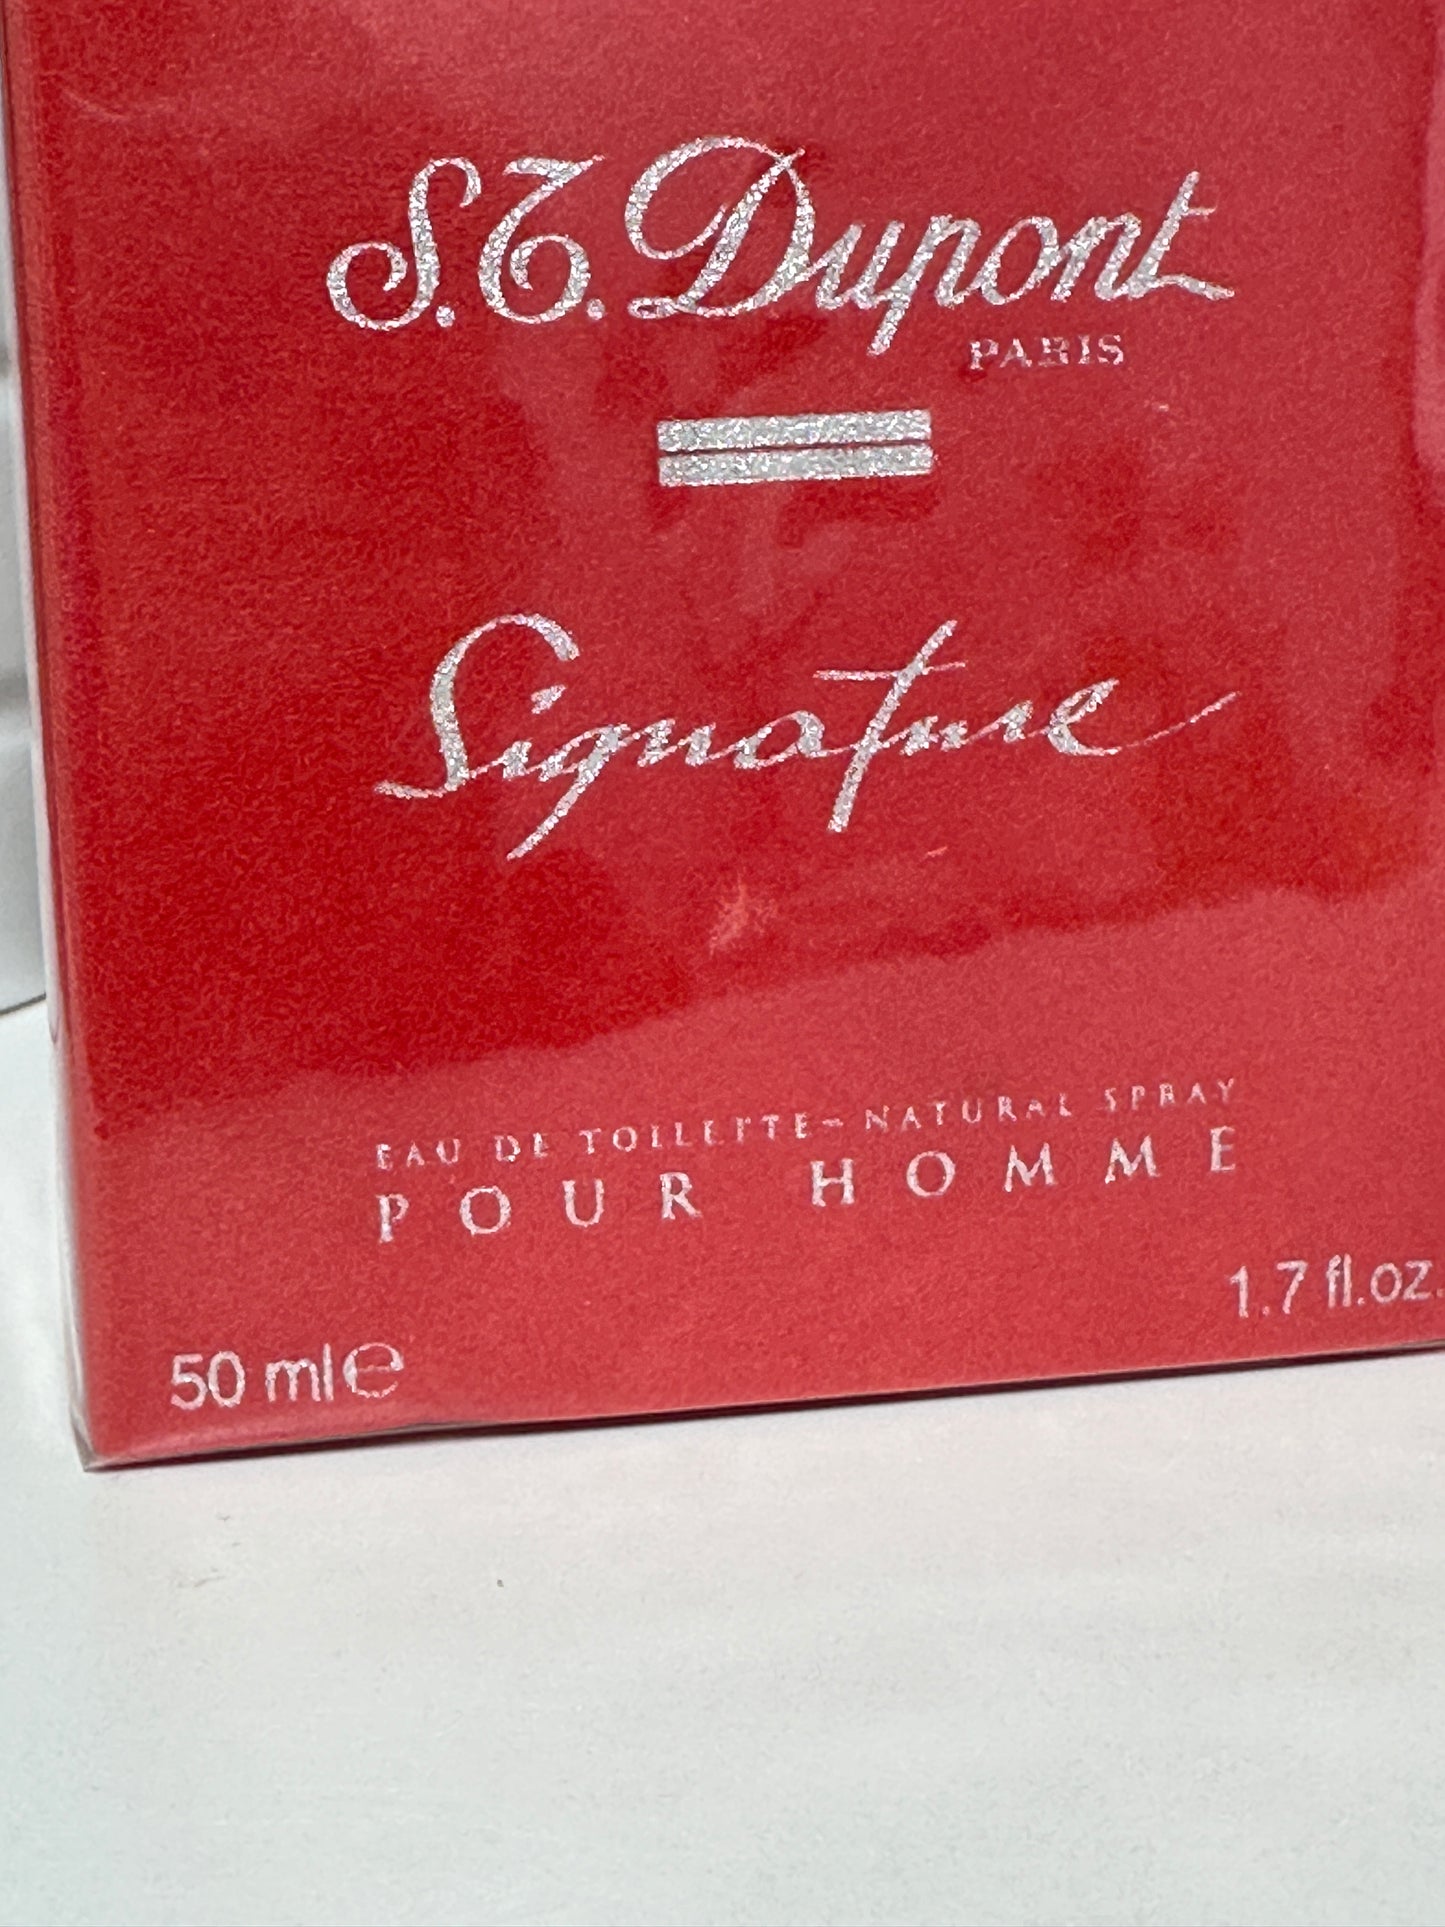 S.T. Dupont
PARIS
Signature
EAU DE TOILETTE - NATURAL SPRAY
POUR HOMME
1.7 fl.oz.
50 ml e